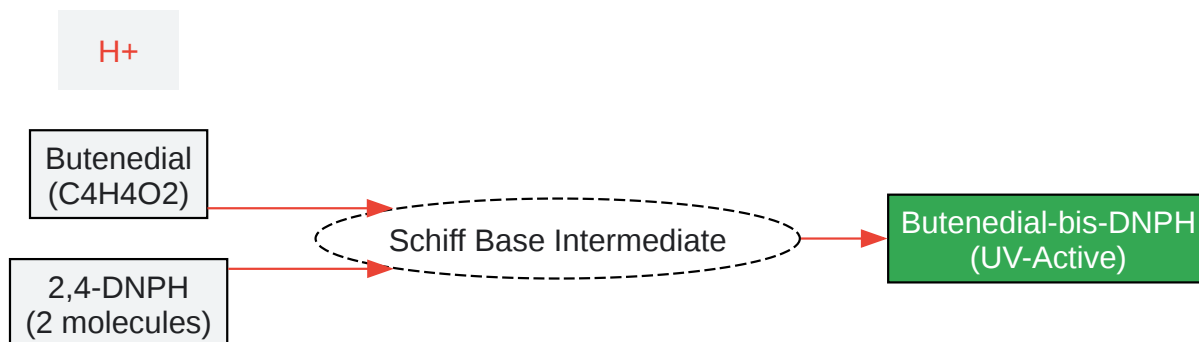 H+
Butenedial
(C4H4O2)
Schiff Base Intermediate
Butenedial-bis-DNPH
(UV-Active)
2,4-DNPH
(2 molecules)